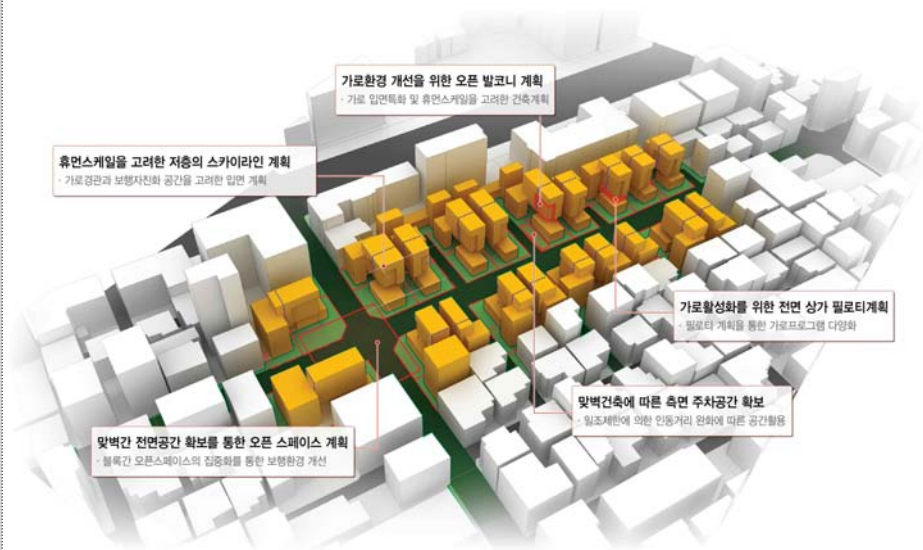 가로환경 개선을 위한 오픈 발코니 계획
· 가로 입면특화 및 휴먼스케일을 고려한 건축계획
휴먼스케일을 고려한 저층의 스카이라인 계획
· 가로경관과 보행자친화 공간을 고려한 입면 계획
가로활성화를 위한 전면 상가 필로티계획
· 필로티 계획을 통한 가로프로그램 다양화
맞벽건축에 따른 측면 주차공간 확보
· 일조제한에 의한 인동거리 완화에 따른 공간활용
맞벽간 전면공간 확보를 통한 오픈 스페이스 계획
· 블록간 오픈스페이스의 집중화를 통한 보행환경 개선